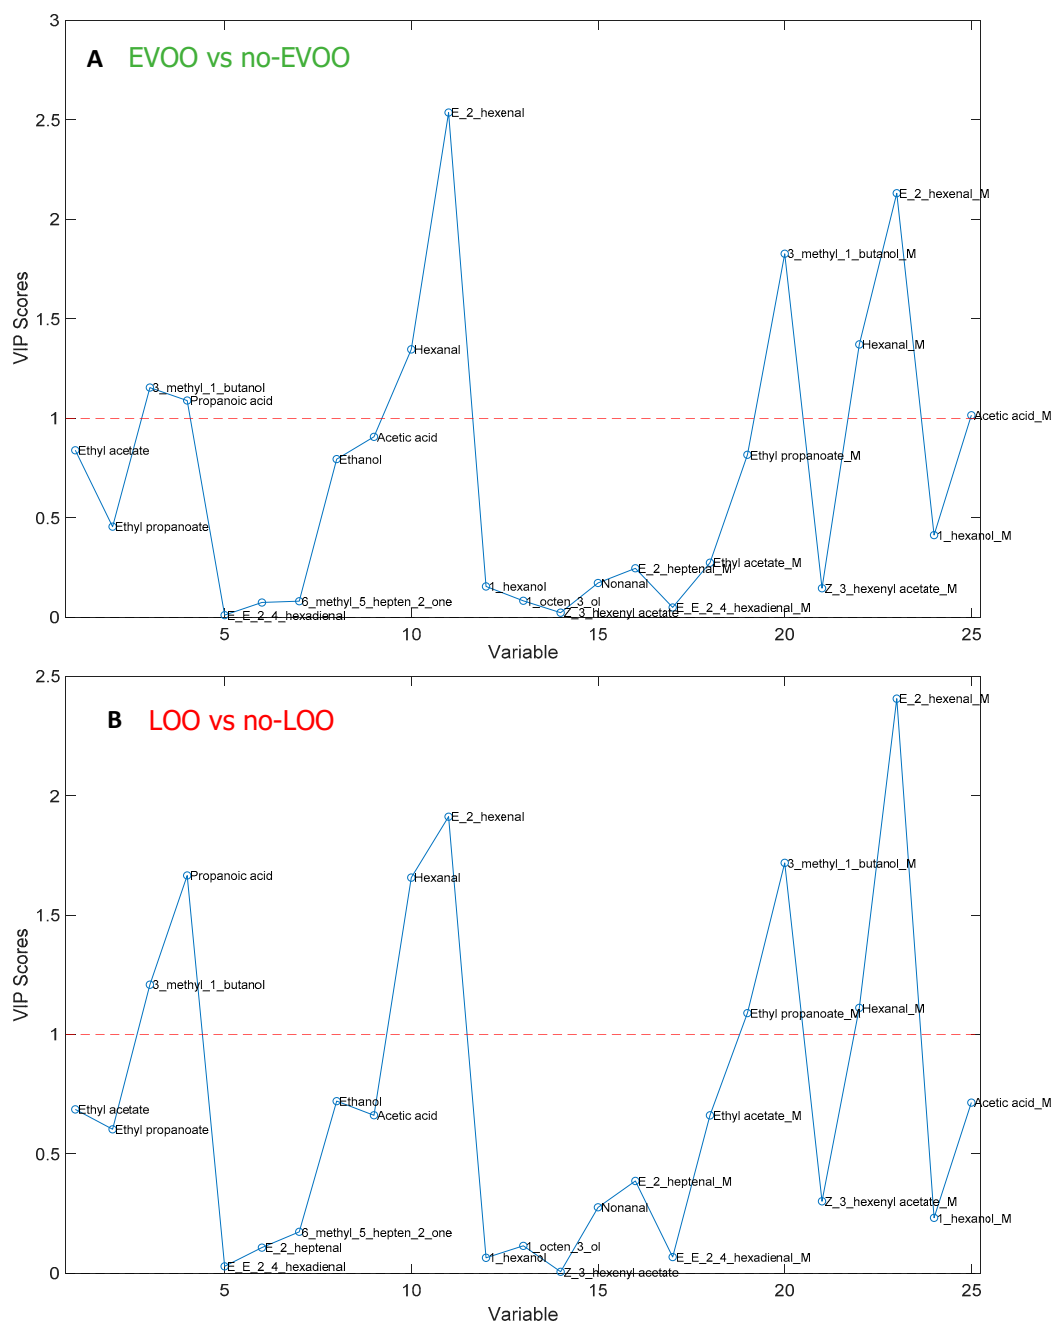 A EVOO vs no-EVOO
3
2.5
2
1.5
1
0.5
0
VIP Scores
E_2_hexenal
E_2_hexenal_M
3_methyl_1_butanol_M
Hexanal
Hexanal_M
3_methyl_1_butanol
Propanoic acid
Acetic acid_M
Acetic acid
Ethyl acetate
Ethanol
Ethyl propanoate_M
Ethyl propanoate
1_hexanol_M
E_2_heptenal_M
Ethyl acetate_M
Nonanal
1_hexanol
Z_3_hexenyl acetate_M
6_methyl_5_hepten_2_one
1_octen_3_ol
E_E_2_4_hexadienal_M
E_E_2_4_hexadienal
Z_3_hexenyl acetate
5 10 15 20 25
Variable
B LOO vs no-LOO
2.5
2
1.5
1
0.5
0
VIP Scores
E_2_hexenal_M
E_2_hexenal
3_methyl_1_butanol_M
Propanoic acid
Hexanal
3_methyl_1_butanol
Hexanal_M
Ethyl propanoate_M
Ethyl acetate
Ethanol
Acetic acid
Acetic acid_M
Ethyl acetate_M
Ethyl propanoate
E_2_heptenal_M
Z_3_hexenyl acetate_M
Nonanal
1_hexanol_M
6_methyl_5_hepten_2_one
E_2_heptenal
1_octen_3_ol
1_hexanol
E_E_2_4_hexadienal_M
E_E_2_4_hexadienal
Z_3_hexenyl acetate
5 10 15 20 25
Variable